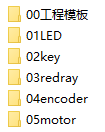 00工程模板
01LED
02key
03redray
04encoder
05motor